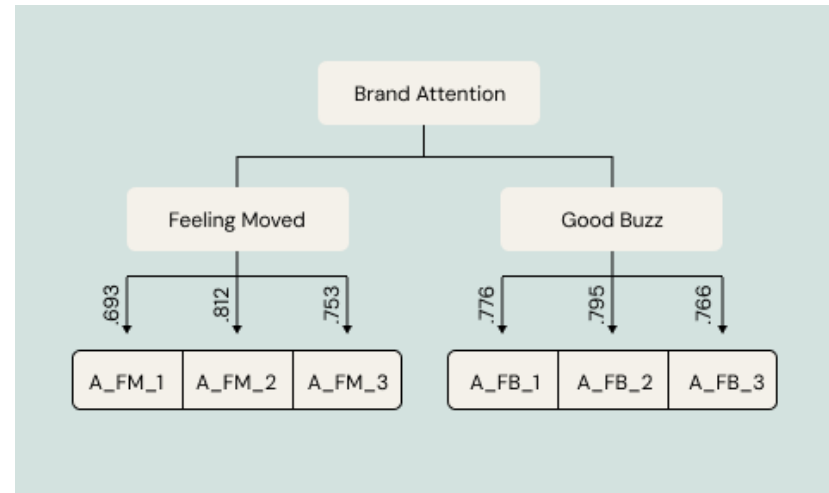 Brand Attention
Feeling Moved
Good Buzz
.693
.812
.753
.776
.795
.766
A_FM_1
A_FM_2
A_FM_3
A_FB_1
A_FB_2
A_FB_3